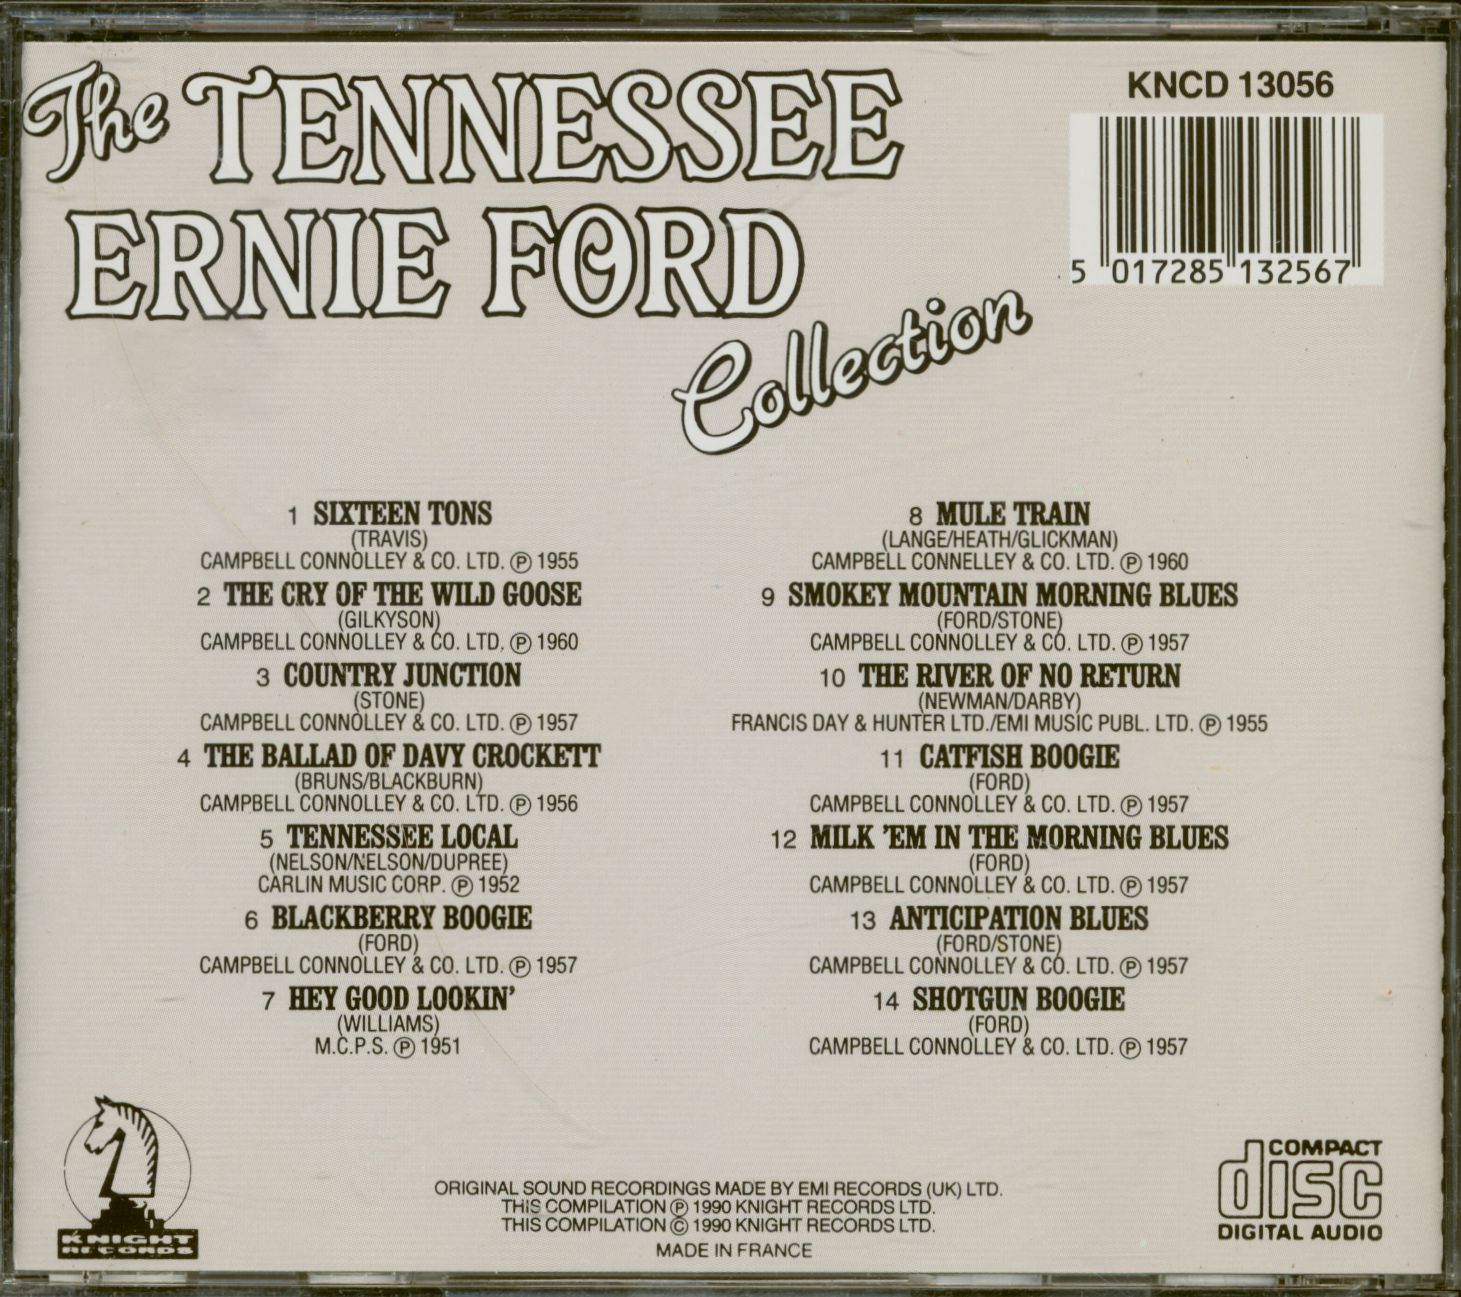 The TENNESSEE
ERNIE FORD
Collection
KNCD 13056
5 017285 132567
1 SIXTEEN TONS
(TRAVIS)
CAMPBELL CONNOLLEY & CO. LTD. ℗ 1955
2 THE CRY OF THE WILD GOOSE
(GILKYSON)
CAMPBELL CONNOLLEY & CO. LTD. ℗ 1960
3 COUNTRY JUNCTION
(STONE)
CAMPBELL CONNOLLEY & CO. LTD. ℗ 1957
4 THE BALLAD OF DAVY CROCKETT
(BRUNS/BLACKBURN)
CAMPBELL CONNOLLEY & CO. LTD. ℗ 1956
5 TENNESSEE LOCAL
(NELSON/NELSON/DUPREE)
CARLIN MUSIC CORP. ℗ 1952
6 BLACKBERRY BOOGIE
(FORD)
CAMPBELL CONNOLLEY & CO. LTD. ℗ 1957
7 HEY GOOD LOOKIN'
(WILLIAMS)
M.C.P.S. ℗ 1951
8 MULE TRAIN
(LANGE/HEATH/GLICKMAN)
CAMPBELL CONNELLEY & CO. LTD. ℗ 1960
9 SMOKEY MOUNTAIN MORNING BLUES
(FORD/STONE)
CAMPBELL CONNOLLEY & CO. LTD. ℗ 1957
10 THE RIVER OF NO RETURN
(NEWMAN/DARBY)
FRANCIS DAY & HUNTER LTD./EMI MUSIC PUBL. LTD. ℗ 1955
11 CATFISH BOOGIE
(FORD)
CAMPBELL CONNOLLEY & CO. LTD. ℗ 1957
12 MILK 'EM IN THE MORNING BLUES
(FORD)
CAMPBELL CONNOLLEY & CO. LTD. ℗ 1957
13 ANTICIPATION BLUES
(FORD/STONE)
CAMPBELL CONNOLLEY & CO. LTD. ℗ 1957
14 SHOTGUN BOOGIE
(FORD)
CAMPBELL CONNOLLEY & CO. LTD. ℗ 1957
KNIGHT
RECORDS
ORIGINAL SOUND RECORDINGS MADE BY EMI RECORDS (UK) LTD.
THIS COMPILATION ℗ 1990 KNIGHT RECORDS LTD.
THIS COMPILATION © 1990 KNIGHT RECORDS LTD.
MADE IN FRANCE
COMPACT
disc
DIGITAL AUDIO